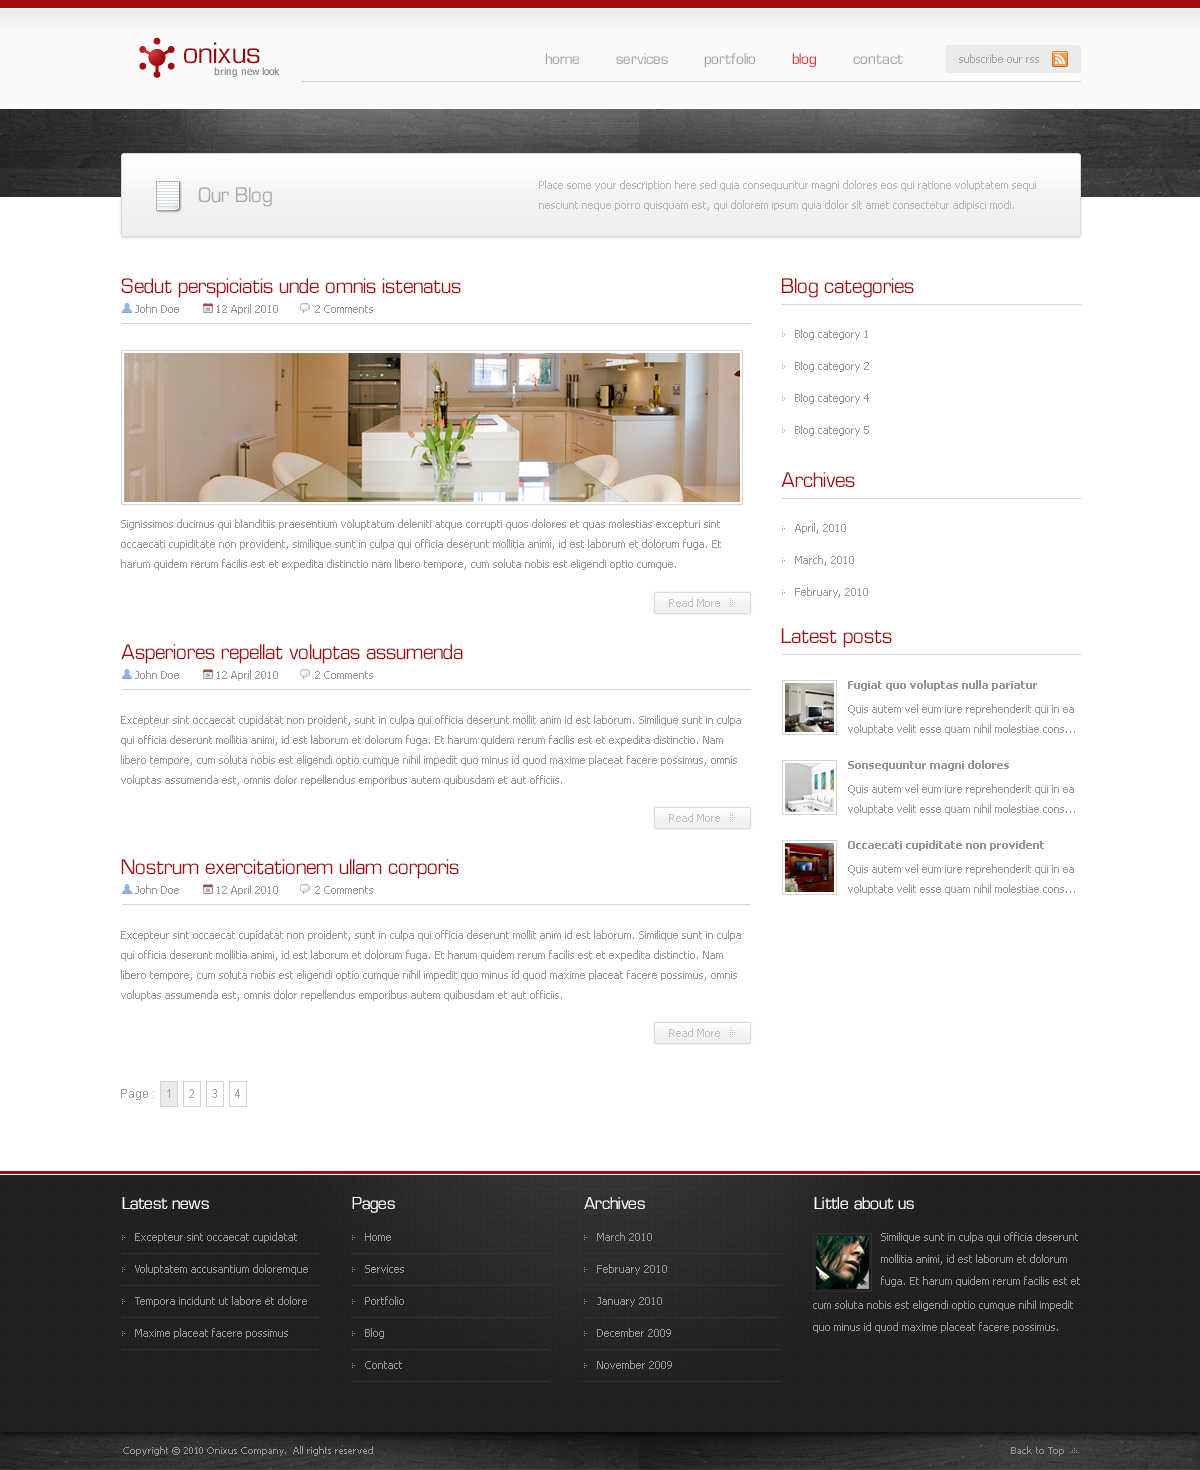 onixus
bring new look
home services portfolio blog contact
subscribe our rss
Our Blog
Place some your description here sed quia consequuntur magni dolores eos qui ratione voluptatem sequi
nesciunt neque porro quisquam est, qui dolorem ipsum quia dolor sit amet consectetur adipisci modi.
Sedut perspiciatis unde omnis istenatus
John Doe 12 April 2010 2 Comments
Signissimos ducimus qui blanditiis praesentium voluptatum deleniti atque corrupti quos dolores et quas molestias excepturi sint
occaecati cupiditate non provident, similique sunt in culpa qui officia deserunt mollitia animi, id est laborum et dolorum fuga. Et
harum quidem rerum facilis est et expedita distinctio nam libero tempore, cum soluta nobis est eligendi optio cumque.
Read More
Asperiores repellat voluptas assumenda
John Doe 12 April 2010 2 Comments
Excepteur sint occaecat cupidatat non proident, sunt in culpa qui officia deserunt mollit anim id est laborum. Similique sunt in culpa
qui officia deserunt mollitia animi, id est laborum et dolorum fuga. Et harum quidem rerum facilis est et expedita distinctio. Nam
libero tempore, cum soluta nobis est eligendi optio cumque nihil impedit quo minus id quod maxime placeat facere possimus, omnis
voluptas assumenda est, omnis dolor repellendus emporibus autem quibusdam et aut officiis.
Read More
Nostrum exercitationem ullam corporis
John Doe 12 April 2010 2 Comments
Excepteur sint occaecat cupidatat non proident, sunt in culpa qui officia deserunt mollit anim id est laborum. Similique sunt in culpa
qui officia deserunt mollitia animi, id est laborum et dolorum fuga. Et harum quidem rerum facilis est et expedita distinctio. Nam
libero tempore, cum soluta nobis est eligendi optio cumque nihil impedit quo minus id quod maxime placeat facere possimus, omnis
voluptas assumenda est, omnis dolor repellendus emporibus autem quibusdam et aut officiis.
Read More
Page : 1 2 3 4
Blog categories
Blog category 1
Blog category 2
Blog category 4
Blog category 5
Archives
April, 2010
March, 2010
February, 2010
Latest posts
Fugiat quo voluptas nulla pariatur
Quis autem vel eum iure reprehenderit qui in ea
voluptate velit esse quam nihil molestiae cons...
Sonsequuntur magni dolores
Quis autem vel eum iure reprehenderit qui in ea
voluptate velit esse quam nihil molestiae cons...
Occaecati cupiditate non provident
Quis autem vel eum iure reprehenderit qui in ea
voluptate velit esse quam nihil molestiae cons...
Latest news
Excepteur sint occaecat cupidatat
Voluptatem accusantium doloremque
Tempora incidunt ut labore et dolore
Maxime placeat facere possimus
Pages
Home
Services
Portfolio
Blog
Contact
Archives
March 2010
February 2010
January 2010
December 2009
November 2009
Little about us
Similique sunt in culpa qui officia deserunt
mollitia animi, id est laborum et dolorum
fuga. Et harum quidem rerum facilis est et
cum soluta nobis est eligendi optio cumque nihil impedit
quo minus id quod maxime placeat facere possimus.
Copyright © 2010 Onixus Company. All rights reserved
Back to Top